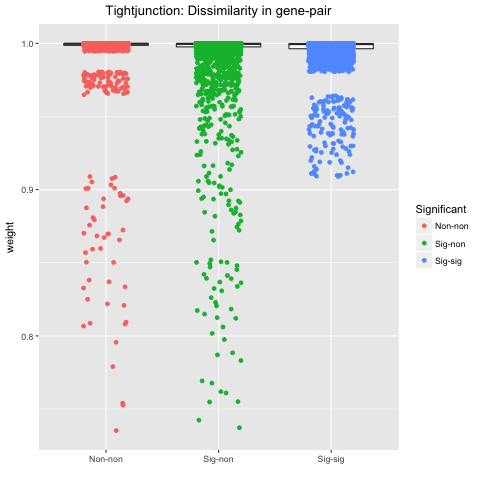 Tightjunction: Dissimilarity in gene-pair
1.0
0.9
0.8
weight
Non-non
Sig-non
Sig-sig
Significant
Non-non
Sig-non
Sig-sig